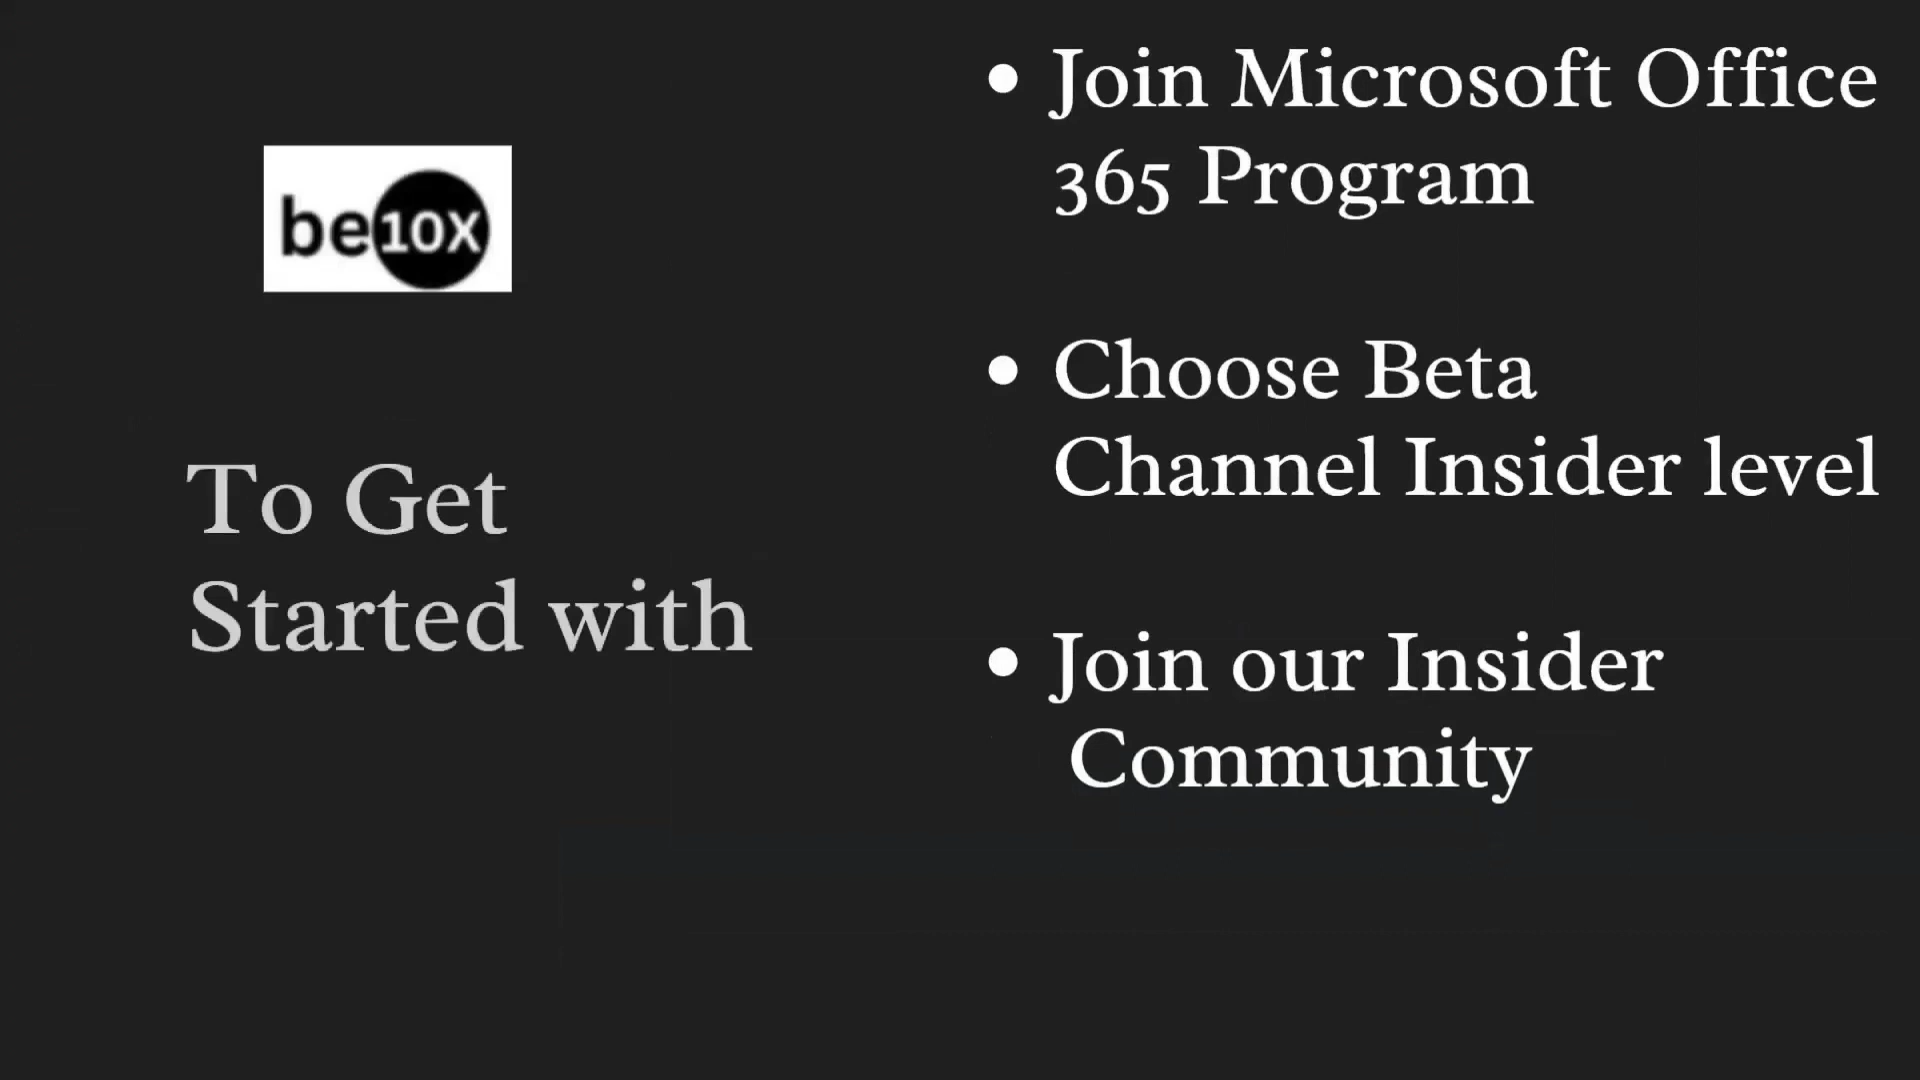 be10X
To Get
Started with
• Join Microsoft Office
365 Program
• Choose Beta
Channel Insider level
• Join our Insider
Community